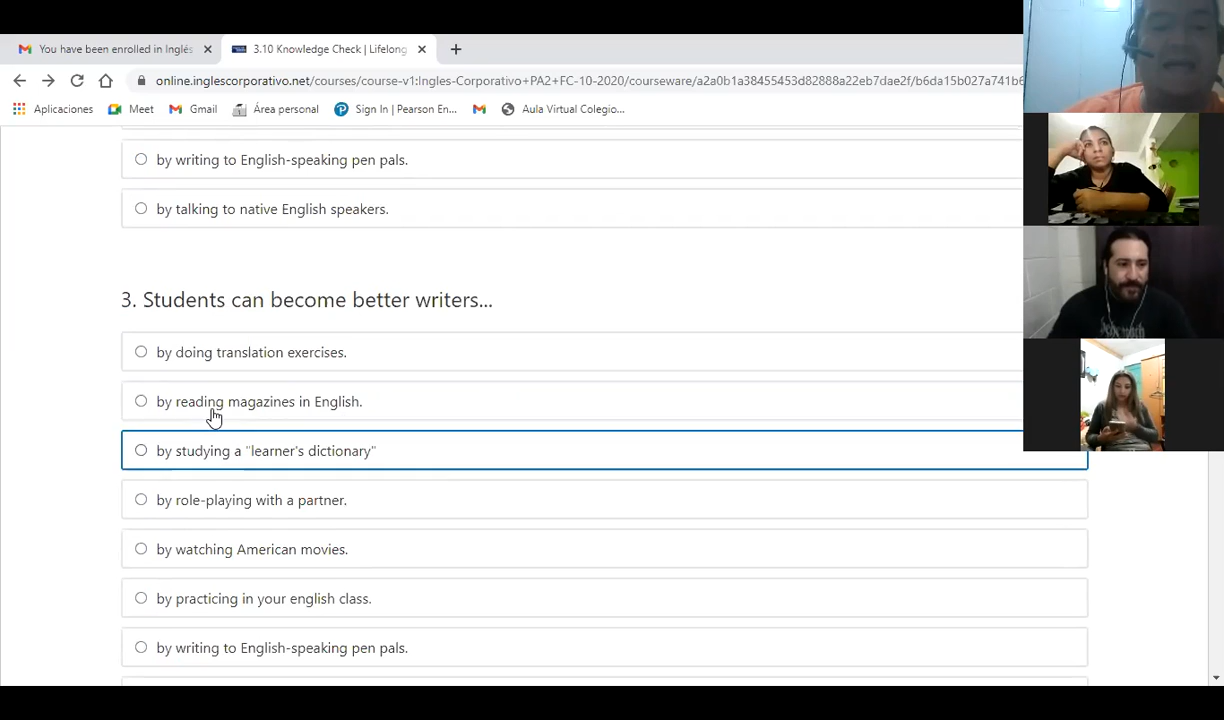 You have been enrolled in Inglés
3.10 Knowledge Check | Lifelong
online.inglescorporativo.net/courses/course-v1:Ingles-Corporativo+PA2+FC-10-2020/courseware/a2a0b1a38455453d82888a22eb7dae2f/b6da15b027a741b6
Aplicaciones Meet Gmail Área personal Sign In | Pearson En... Aula Virtual Colegio...
by writing to English-speaking pen pals.
by talking to native English speakers.
3. Students can become better writers...
by doing translation exercises.
by reading magazines in English.
by studying a "learner's dictionary"
by role-playing with a partner.
by watching American movies.
by practicing in your english class.
by writing to English-speaking pen pals.